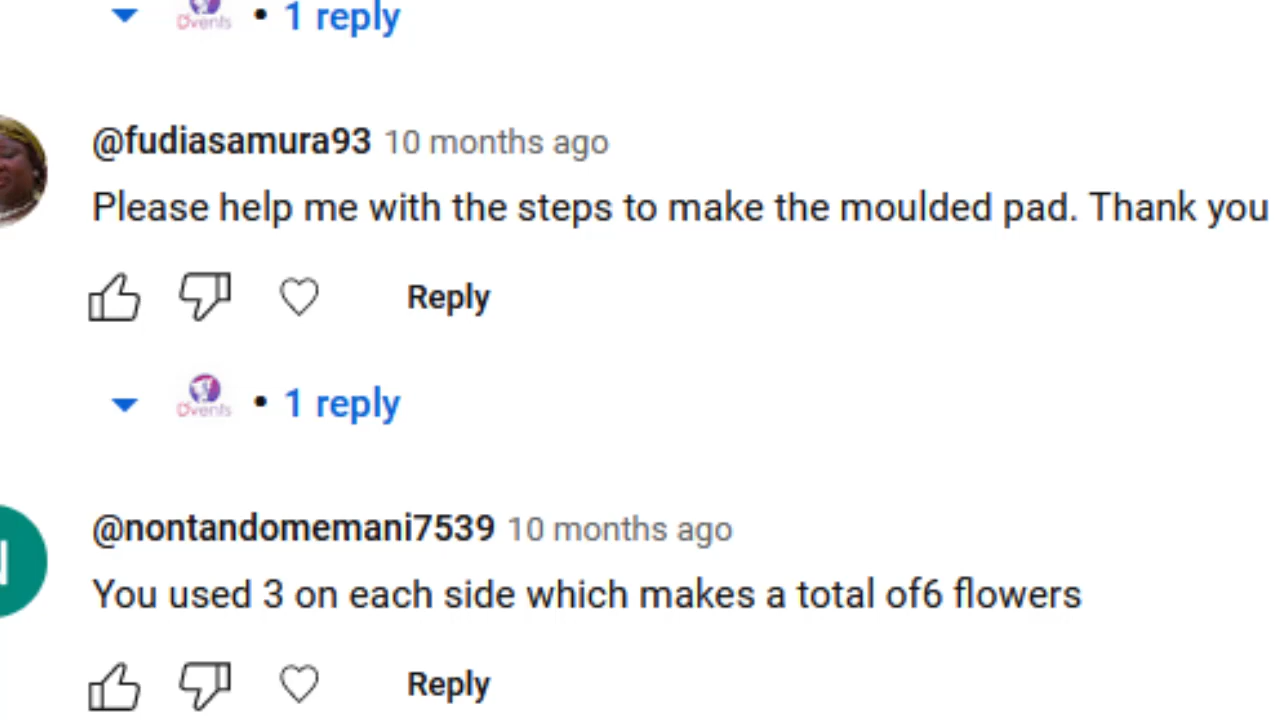 Dvents • 1 reply
@fudiasamura93 10 months ago
Please help me with the steps to make the moulded pad. Thank you
Reply
Dvents • 1 reply
@nontandomemani7539 10 months ago
You used 3 on each side which makes a total of6 flowers
Reply